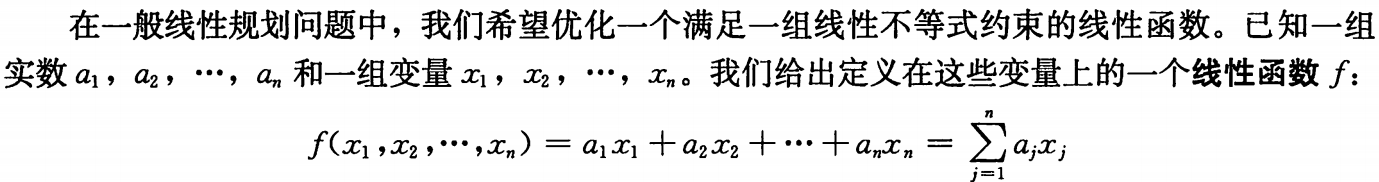 在一般线性规划问题中，我们希望优化一个满足一组线性不等式约束的线性函数。已知一组
实数 a₁，a₂，…，aₙ 和一组变量 x₁，x₂，…，xₙ。我们给出定义在这些变量上的一个线性函数 f：
f(x₁,x₂,…,xₙ) = a₁x₁ + a₂x₂ + … + aₙxₙ = ∑_{j=1}^{n} a_j x_j